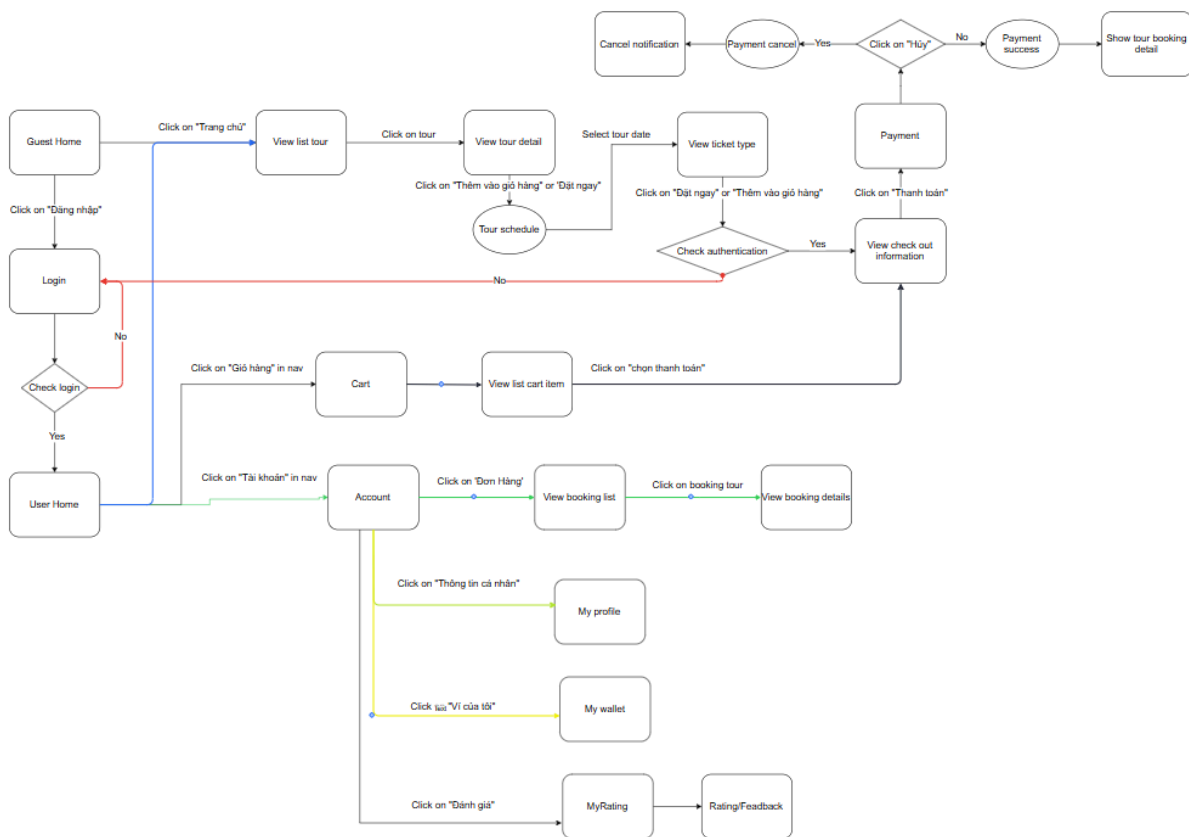 Cancel notification
Payment cancel
Yes
Click on "Hủy"
No
Payment
success
Show tour booking
detail
Guest Home
Click on "Trang chủ"
View list tour
Click on tour
View tour detail
Select tour date
View ticket type
Payment
Click on "Thêm vào giỏ hàng" or 'Đặt ngay"
Click on "Đặt ngay" or "Thêm vào giỏ hàng"
Click on "Thanh toán"
Click on "Đăng nhập"
Tour schedule
Check authentication
Yes
View check out
information
Login
No
No
Click on "Giỏ hàng" in nav
Cart
View list cart item
Click on "chọn thanh toán"
Check login
Yes
User Home
Click on "Tài khoản" in nav
Account
Click on 'Đơn Hàng'
View booking list
Click on booking tour
View booking details
Click on "Thông tin cá nhân"
My profile
Click "Ví của tôi"
My wallet
Click on "Đánh giá"
MyRating
Rating/Feadback